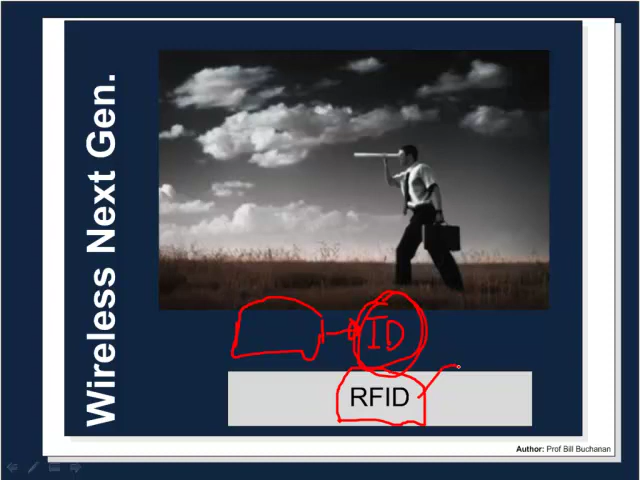 Wireless Next Gen.
ID
RFID
Author: Prof Bill Buchanan